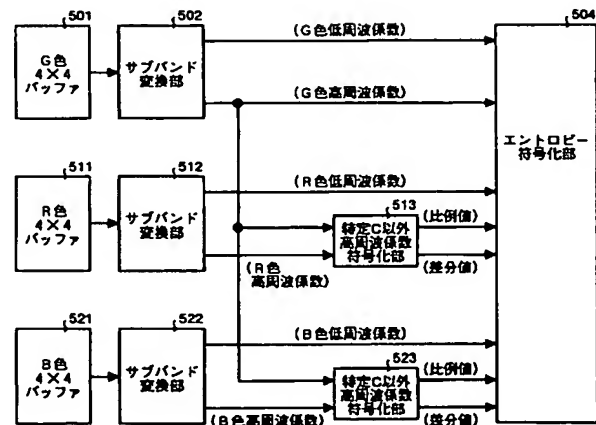 501
502
504
G色
4×4
バッファ
サブバンド
変換部
(G色低周波係数)
(G色高周波係数)
エントロピー
符号化部
511
512
513
R色
4×4
バッファ
サブバンド
変換部
(R色低周波係数)
特定C以外
高周波係数
符号化部
(比例値)
(差分値)
(R色
高周波係数)
521
522
523
B色
4×4
バッファ
サブバンド
変換部
(B色低周波係数)
特定C以外
高周波係数
符号化部
(比例値)
(差分値)
(B色高周波係数)